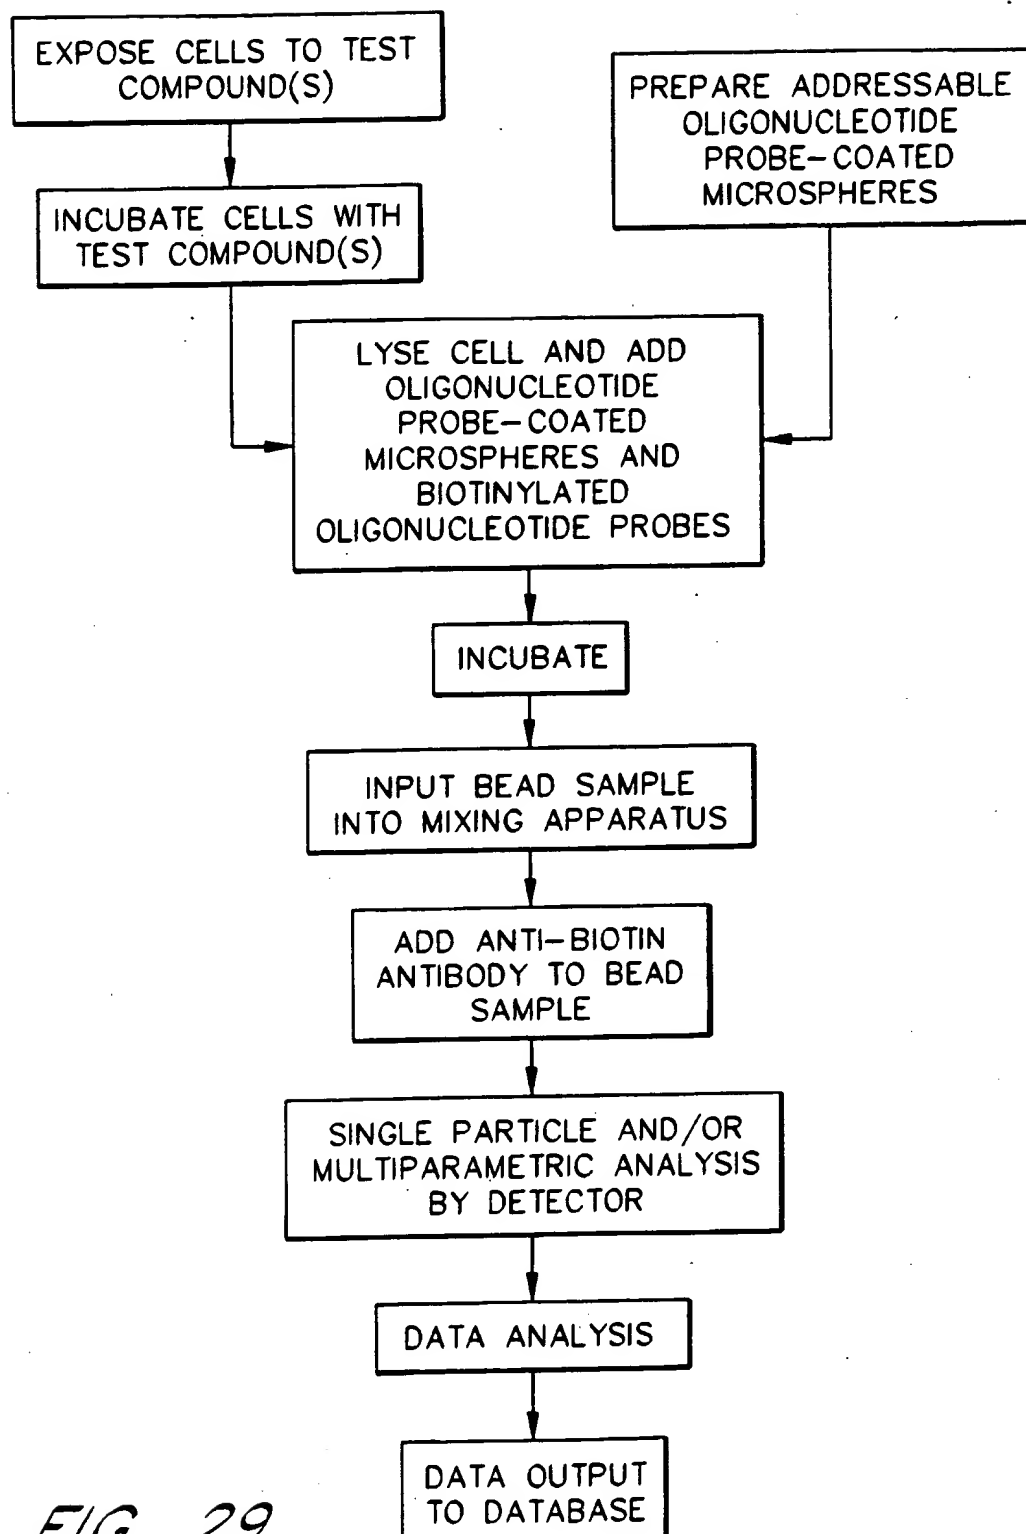 EXPOSE CELLS TO TEST
COMPOUND(S)
PREPARE ADDRESSABLE
OLIGONUCLEOTIDE
PROBE-COATED
MICROSPHERES
INCUBATE CELLS WITH
TEST COMPOUND(S)
LYSE CELL AND ADD
OLIGONUCLEOTIDE
PROBE-COATED
MICROSPHERES AND
BIOTINYLATED
OLIGONUCLEOTIDE PROBES
INCUBATE
INPUT BEAD SAMPLE
INTO MIXING APPARATUS
ADD ANTI-BIOTIN
ANTIBODY TO BEAD
SAMPLE
SINGLE PARTICLE AND/OR
MULTIPARAMETRIC ANALYSIS
BY DETECTOR
DATA ANALYSIS
DATA OUTPUT
TO DATABASE
FIG. 29